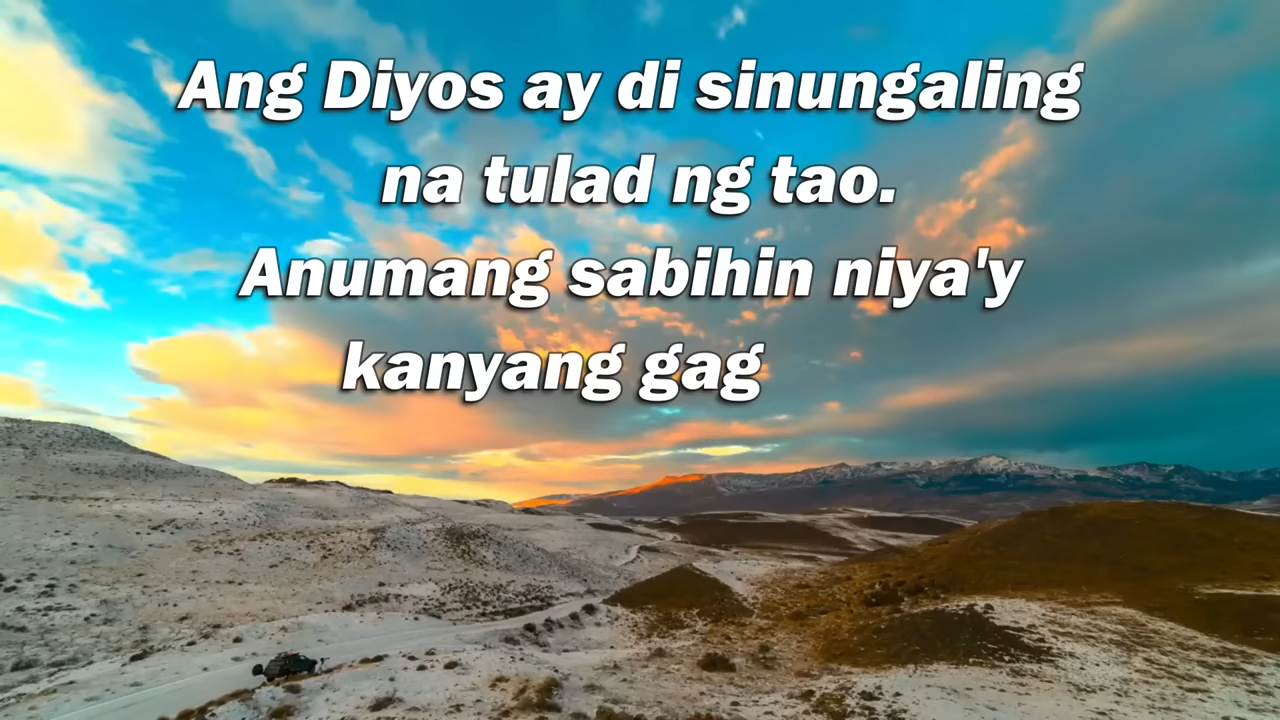 Ang Diyos ay di sinungaling
na tulad ng tao.
Anumang sabihin niya'y
kanyang gag